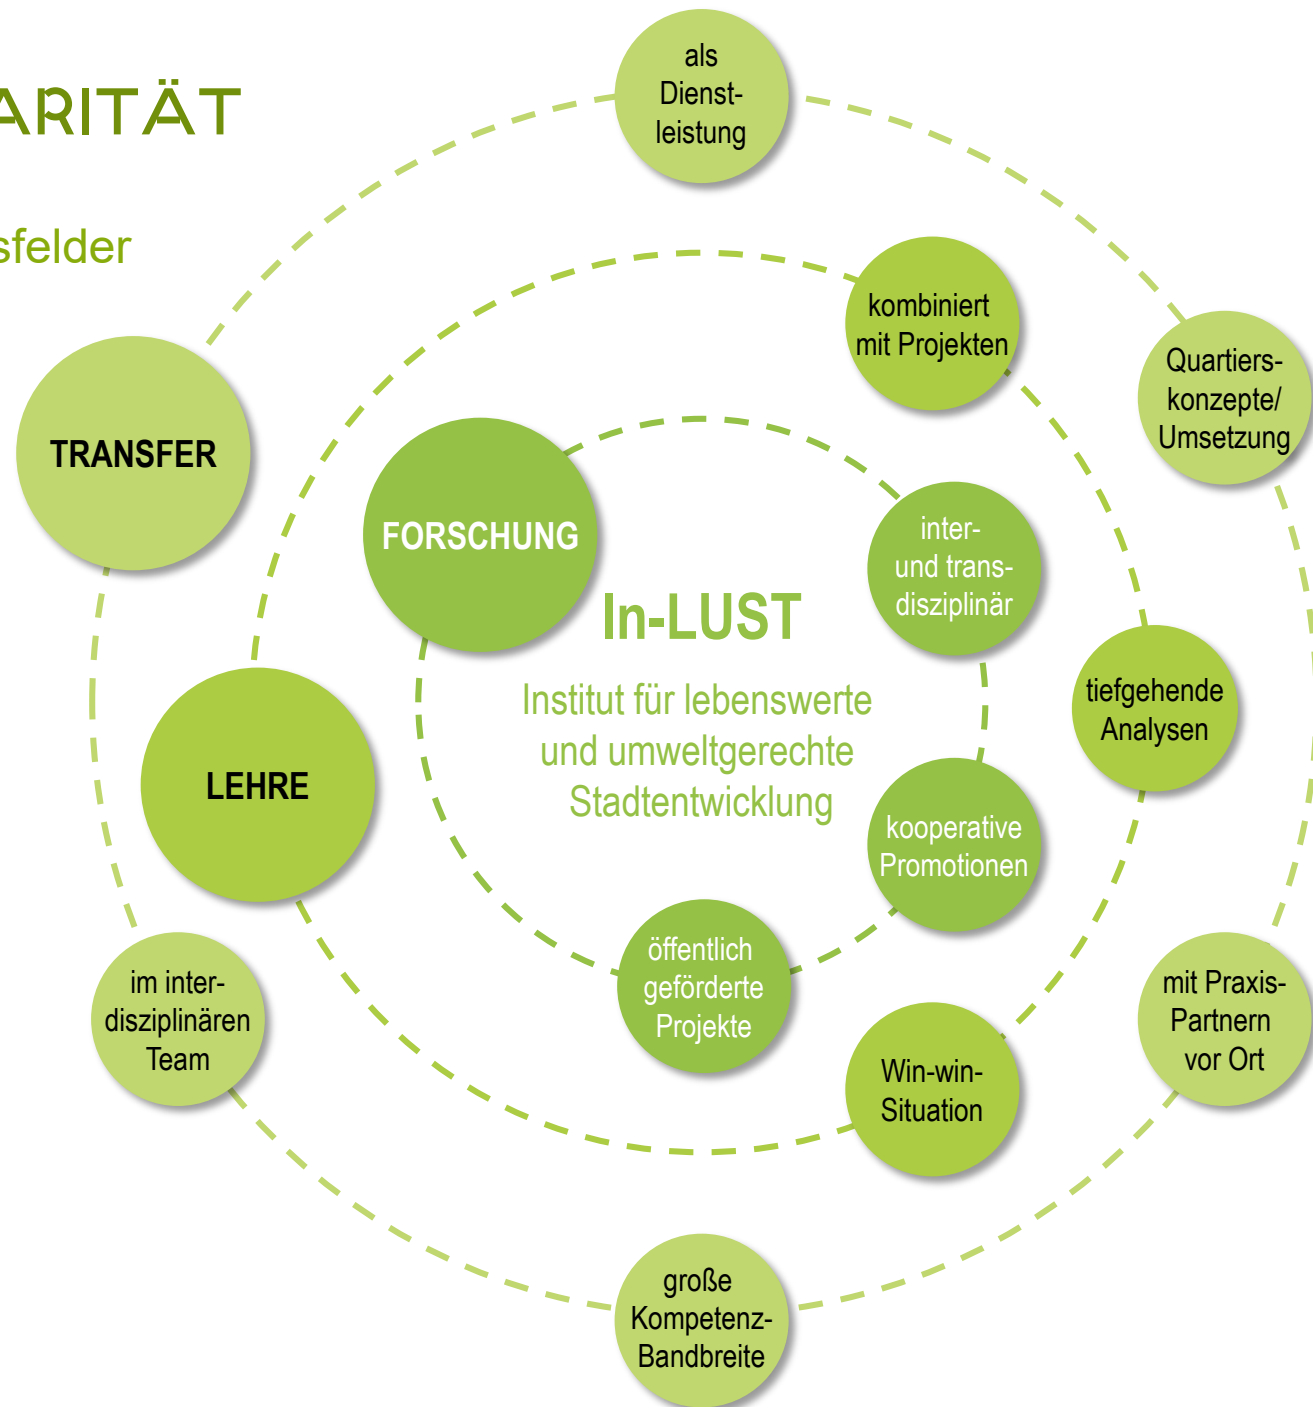 ARITÄT
sfelder
als
Dienst-
leistung
kombiniert
mit Projekten
Quartiers-
konzepte/
Umsetzung
TRANSFER
FORSCHUNG
inter-
und trans-
disziplinär
In-LUST
Institut für lebenswerte
und umweltgerechte
Stadtentwicklung
tiefgehende
Analysen
LEHRE
kooperative
Promotionen
öffentlich
geförderte
Projekte
im inter-
disziplinären
Team
mit Praxis-
Partnern
vor Ort
Win-win-
Situation
große
Kompetenz-
Bandbreite